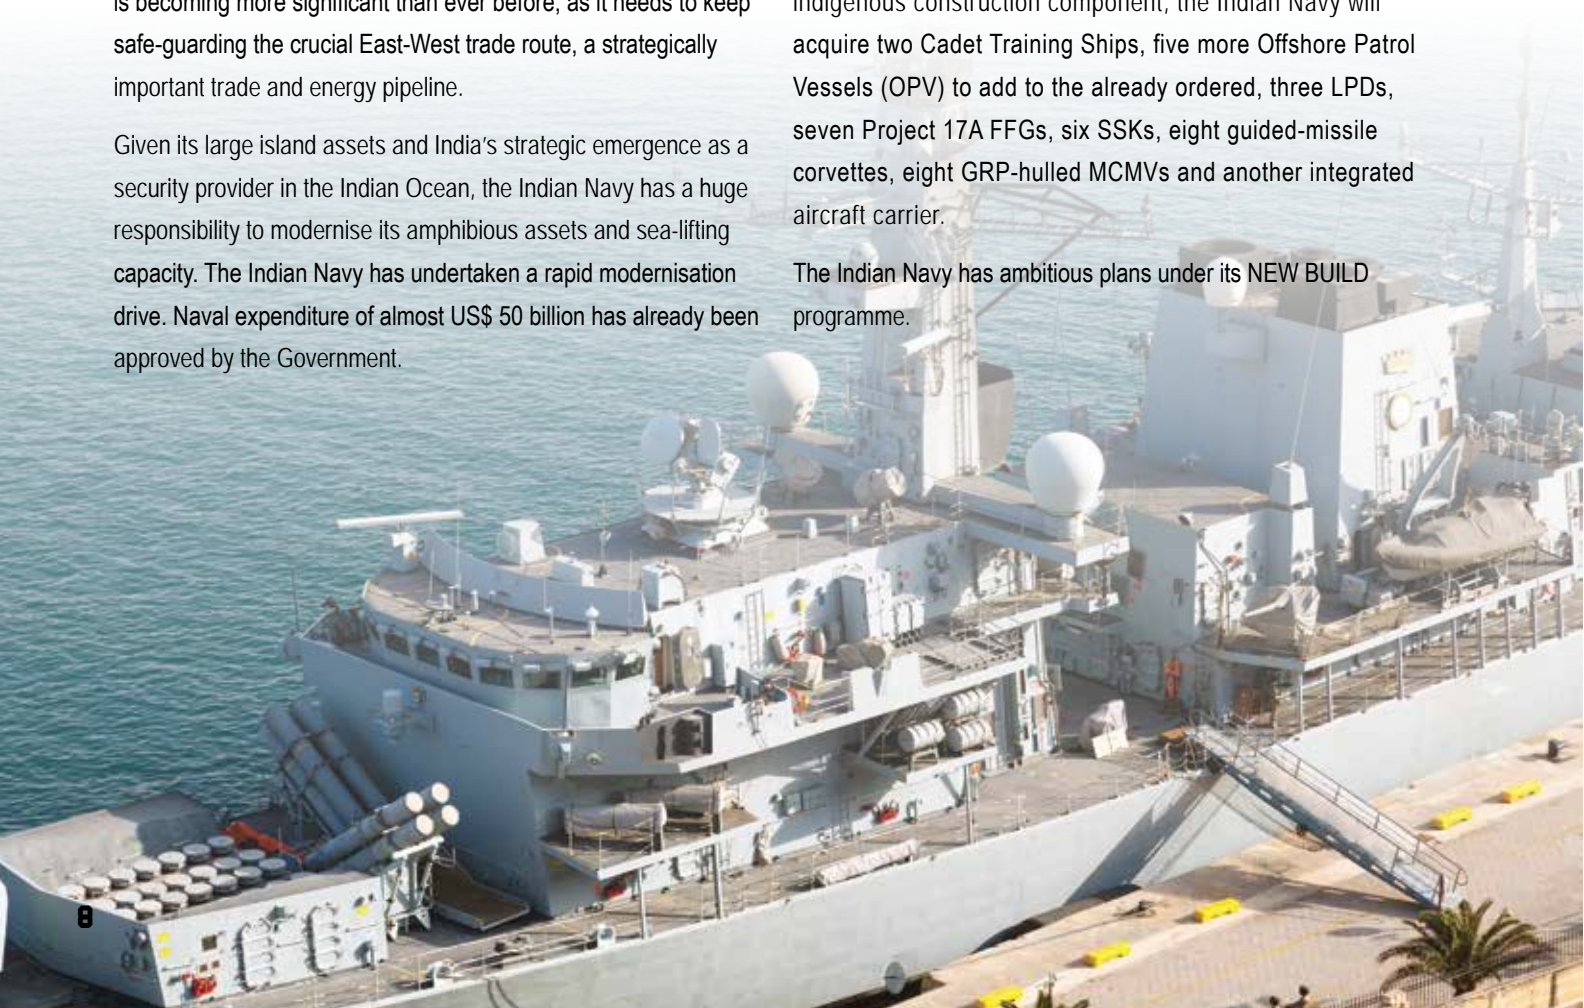 is becoming more significant than ever before, as it needs to keep
safe-guarding the crucial East-West trade route, a strategically
important trade and energy pipeline.
Given its large island assets and India's strategic emergence as a
security provider in the Indian Ocean, the Indian Navy has a huge
responsibility to modernise its amphibious assets and sea-lifting
capacity. The Indian Navy has undertaken a rapid modernisation
drive. Naval expenditure of almost US$ 50 billion has already been
approved by the Government.
indigenous construction component, the Indian Navy will
acquire two Cadet Training Ships, five more Offshore Patrol
Vessels (OPV) to add to the already ordered, three LPDs,
seven Project 17A FFGs, six SSKs, eight guided-missile
corvettes, eight GRP-hulled MCMVs and another integrated
aircraft carrier.
The Indian Navy has ambitious plans under its NEW BUILD
programme.
8